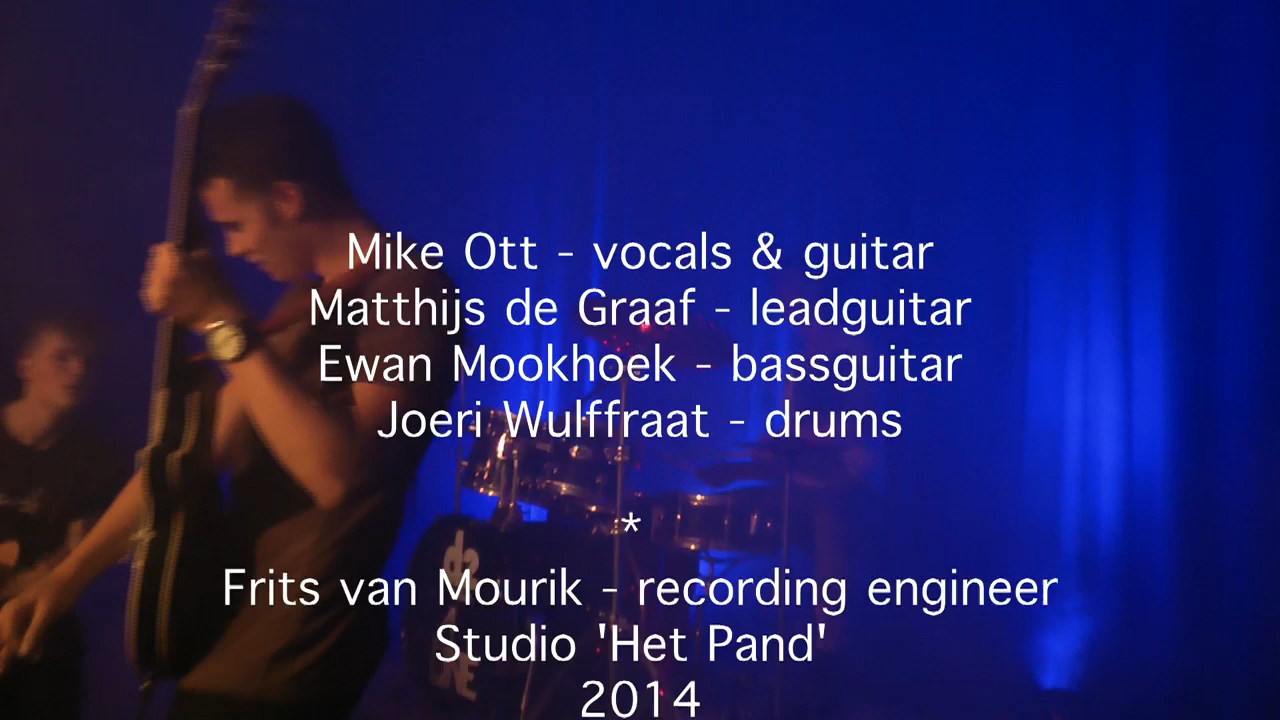 Mike Ott - vocals & guitar
Matthijs de Graaf - leadguitar
Ewan Mookhoek - bassguitar
Joeri Wulffraat - drums
*
Frits van Mourik - recording engineer
Studio 'Het Pand'
2014